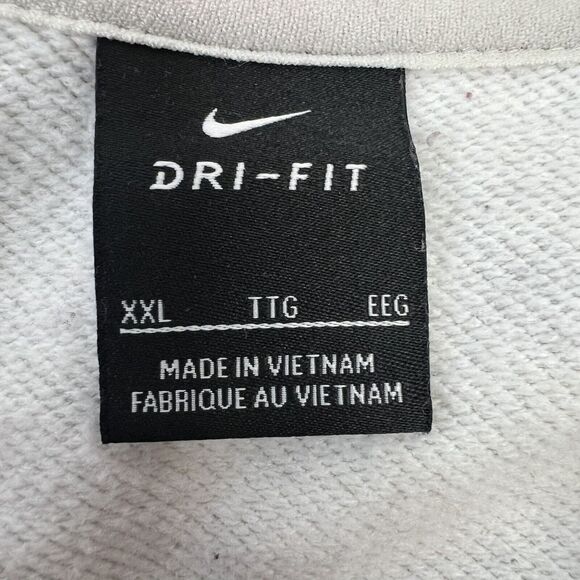 DRI-FIT
XXL TTG EEG
MADE IN VIETNAM
FABRIQUE AU VIETNAM